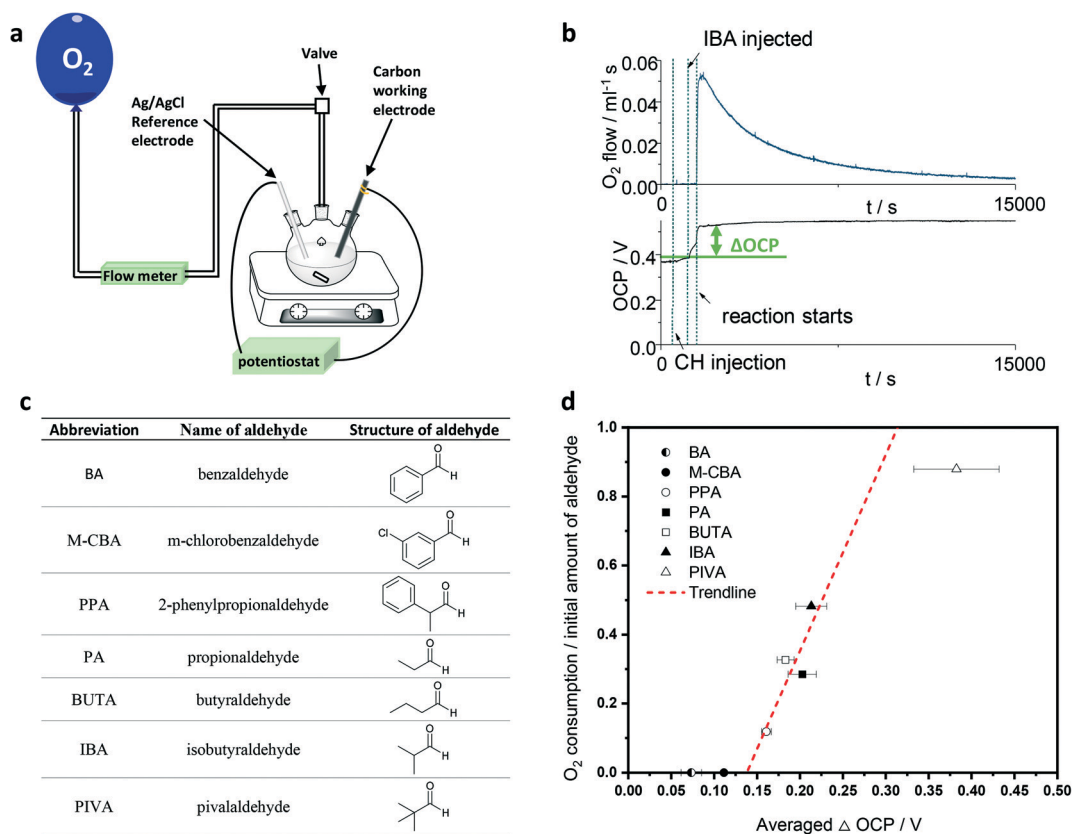 a
O2
Valve
Ag/AgCl
Reference
electrode
Carbon
working
electrode
Flow meter
potentiostat
b
IBA injected
O2 flow / ml-1 s
0.06
0.04
0.02
0.00
0
15000
t / s
OCP / V
0.4
0.4
0.0
ΔOCP
reaction starts
CH injection
0
15000
t / s
c
Abbreviation Name of aldehyde Structure of aldehyde
BA benzaldehyde O H
M-CBA m-chlorobenzaldehyde Cl O H
PPA 2-phenylpropionaldehyde O H
PA propionaldehyde O H
BUTA butyraldehyde O H
IBA isobutyraldehyde O H
PIVA pivalaldehyde O H
d
O2 consumption / initial amount of aldehyde
1.0
0.8
0.6
0.4
0.2
0.0
BA
M-CBA
PPA
PA
BUTA
IBA
PIVA
Trendline
0.00 0.05 0.10 0.15 0.20 0.25 0.30 0.35 0.40 0.45 0.50
Averaged △ OCP / V